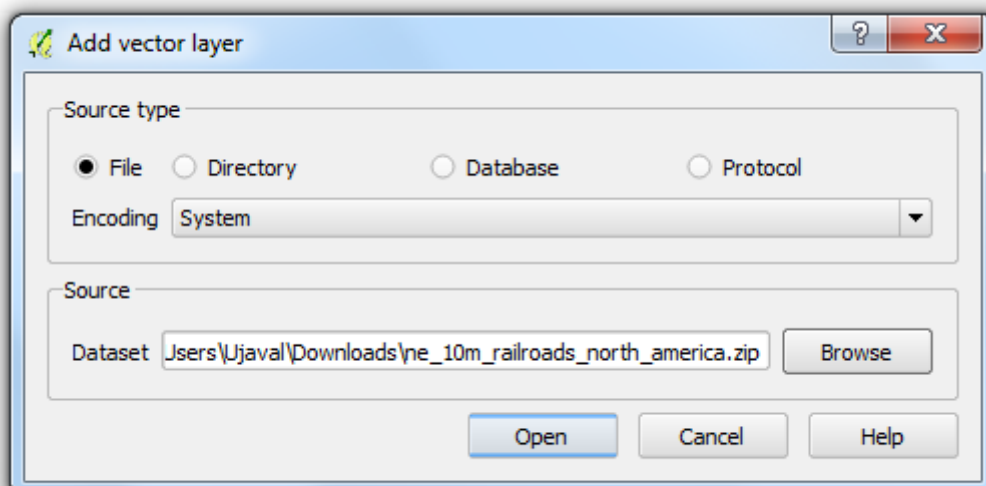 Add vector layer
Source type
File Directory Database Protocol
Encoding System
Source
Dataset Users\Ujaval\Downloads\ne_10m_railroads_north_america.zip Browse
Open Cancel Help